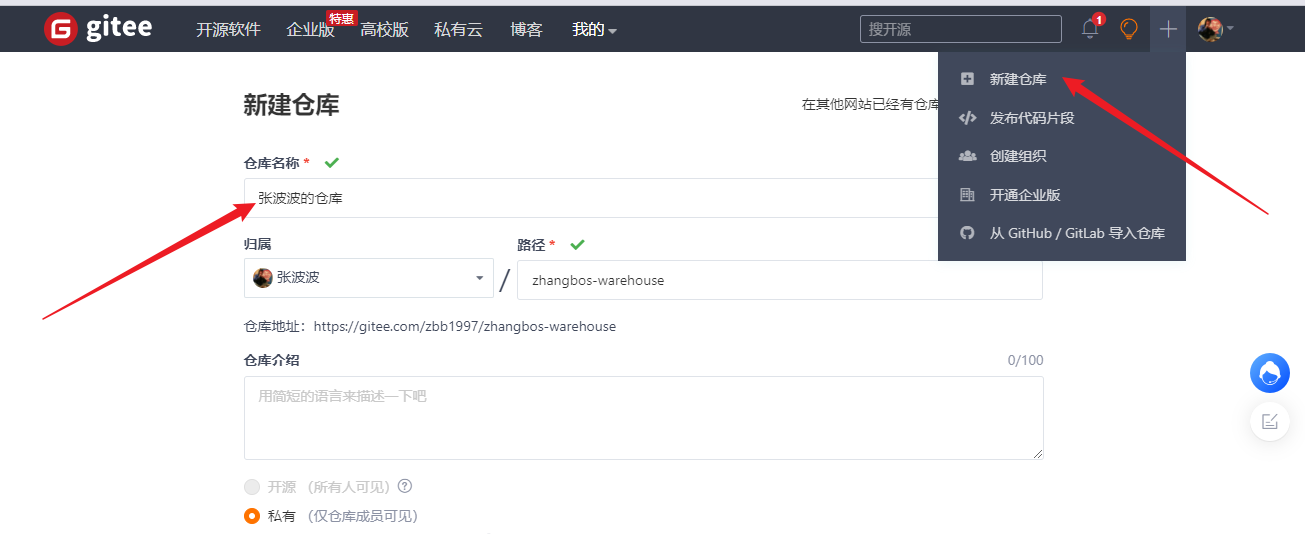 gitee 开源软件 企业版 特惠 高校版 私有云 博客 我的 搜开源 1
新建仓库
发布代码片段
创建组织
开通企业版
从 GitHub / GitLab 导入仓库
新建仓库 在其他网站已经有仓库
仓库名称 *
张波波的仓库
归属 路径 *
张波波 / zhangbos-warehouse
仓库地址：https://gitee.com/zbb1997/zhangbos-warehouse
仓库介绍 0/100
用简短的语言来描述一下吧
开源 （所有人可见） ?
私有 （仅仓库成员可见）